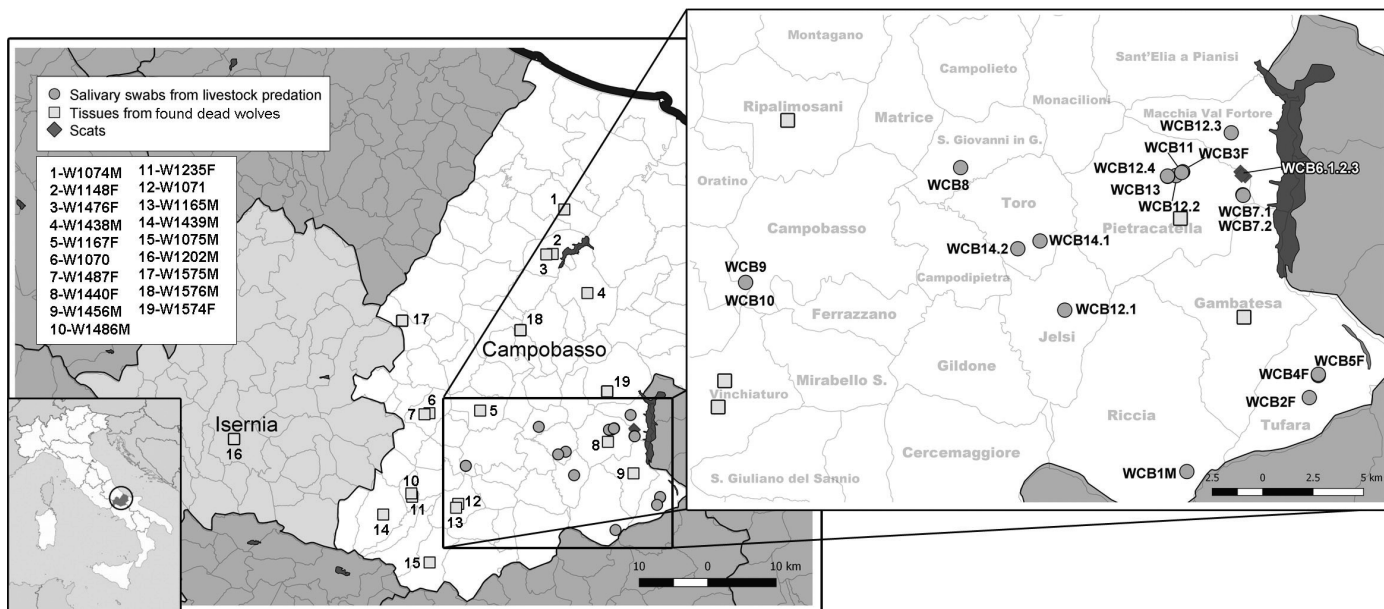 Salivary swabs from livestock predation
Tissues from found dead wolves
Scats
1-W1074M
2-W1148F
3-W1476F
4-W1438M
5-W1167F
6-W1070
7-W1487F
8-W1440F
9-W1456M
10-W1486M
11-W1235F
12-W1071
13-W1165M
14-W1439M
15-W1075M
16-W1202M
17-W1575M
18-W1576M
19-W1574F
1
2
3
4
17
18
Campobasso
19
6
7
5
8
Isernia
16
9
10
11
12
13
14
15
10 0 10 km
Montagano
Sant'Elia a Pianisi
Campolieto
Ripalimosani
Monacilioni
Matrice
Macchia Val Fortore
WCB12.3
S. Giovanni in G.
WCB11
WCB3F
Oratino
WCB12.4
WCB6.1.2.3
WCB8
WCB13
WCB12.2
Toro
WCB7.1
WCB7.2
Campobasso
Pietracatella
WCB14.1
WCB14.2
WCB9
Campodipietra
WCB10
Gambatesa
Ferrazzano
WCB12.1
Jelsi
Gildone
WCB5F
Mirabello S.
WCB4F
Vinchiaturo
WCB2F
Riccia
Tufara
Cercemaggiore
S. Giuliano del Sannio
WCB1M
2.5 0 2.5 5 km